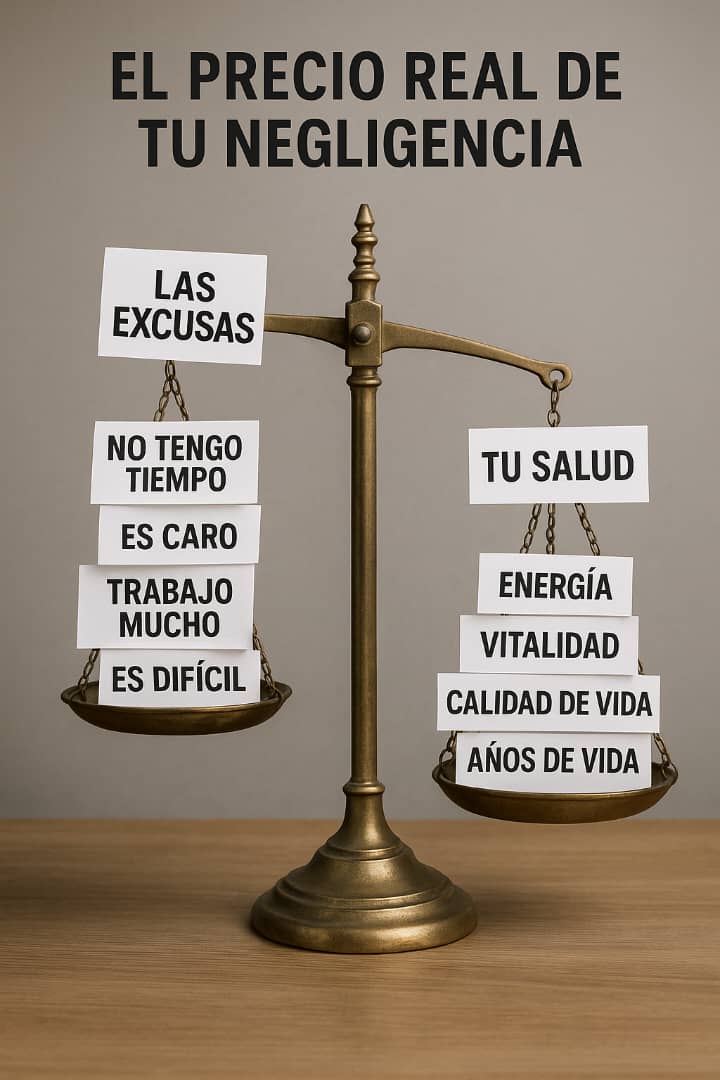 EL PRECIO REAL DE
TU NEGLIGENCIA
LAS
EXCUSAS
NO TENGO
TIEMPO
ES CARO
TRABAJO
MUCHO
ES DIFÍCIL
TU SALUD
ENERGÍA
VITALIDAD
CALIDAD DE VIDA
AŃOS DE VIDA